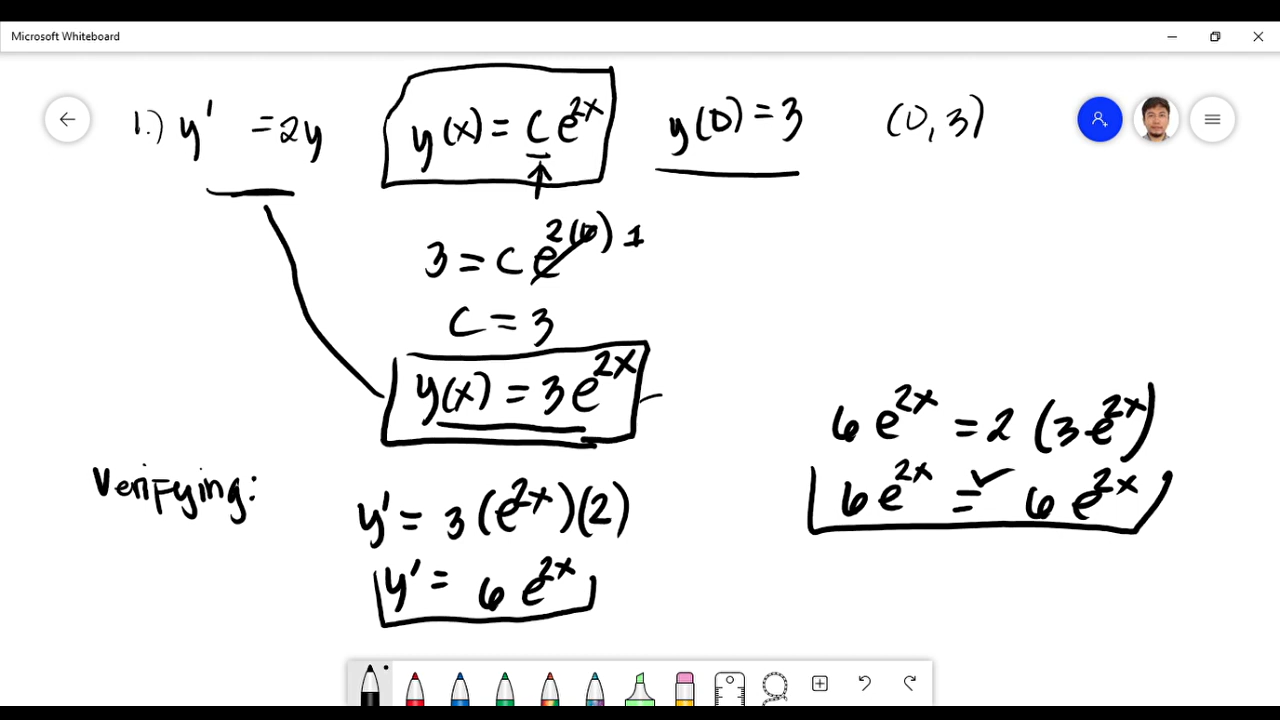 Microsoft Whiteboard
1.) y' = 2y y(x) = Ce^{2x} y(0) = 3 (0, 3)
3 = Ce^{2(0)} 1
C = 3
y(x) = 3e^{2x}
6e^{2x} = 2 (3e^{2x})
6e^{2x} = ✓ 6e^{2x}
Verifying:
y' = 3 (e^{2x})(2)
y' = 6e^{2x}